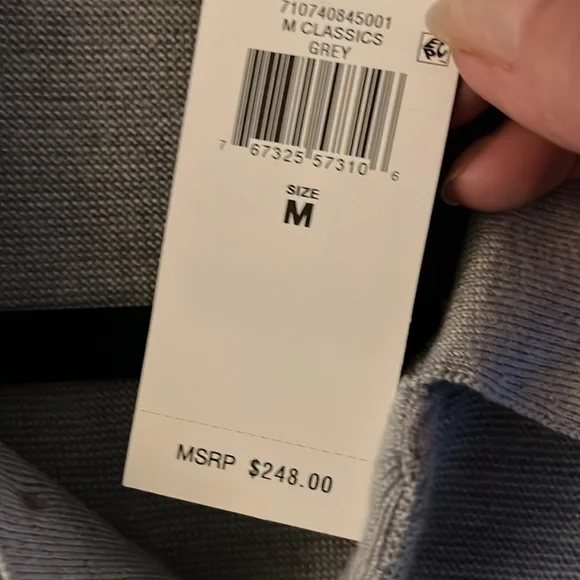 710740845001
M CLASSICS
GREY
7 67325 57310 6
SIZE
M
MSRP $248.00